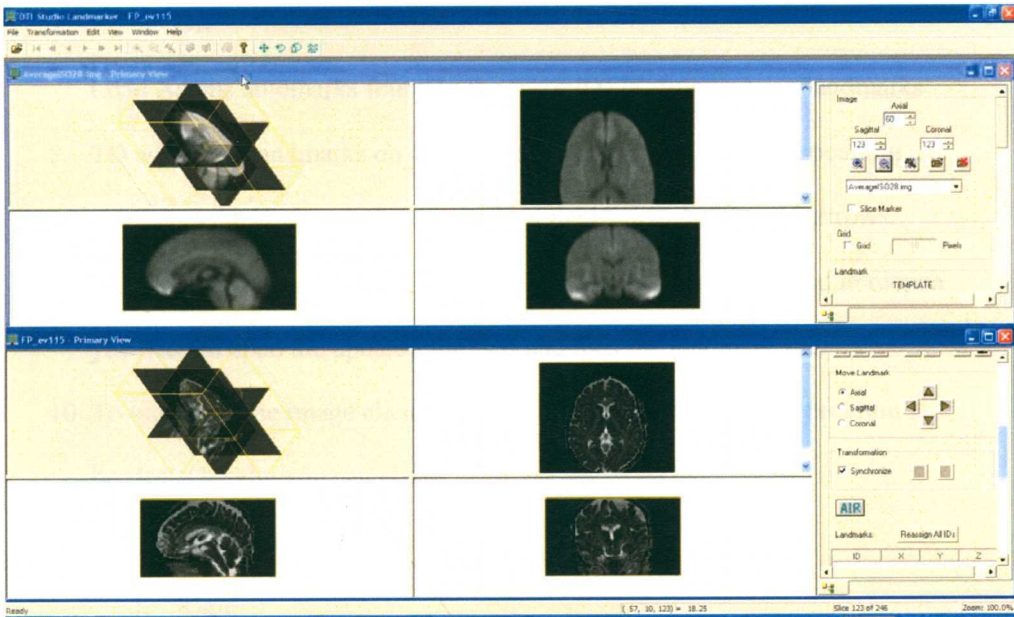 DTI Studio Landmarker - FP_ev115
File Transformation Edit View Window Help
AverageISO28.img - Primary View
Image
Axial
60
Sagittal Coronal
123 123
AverageISO28.img
Slice Marker
Grid
Grid 10 Pixels
Landmark
TEMPLATE
FP_ev115 - Primary View
Move Landmark
Axial
Sagittal
Coronal
Transformation
Synchronize
AIR
Landmarks: Reassign All IDs
ID X Y Z
Ready ( 57, 10, 123) = 18.25 Slice 123 of 246 Zoom: 100.0%